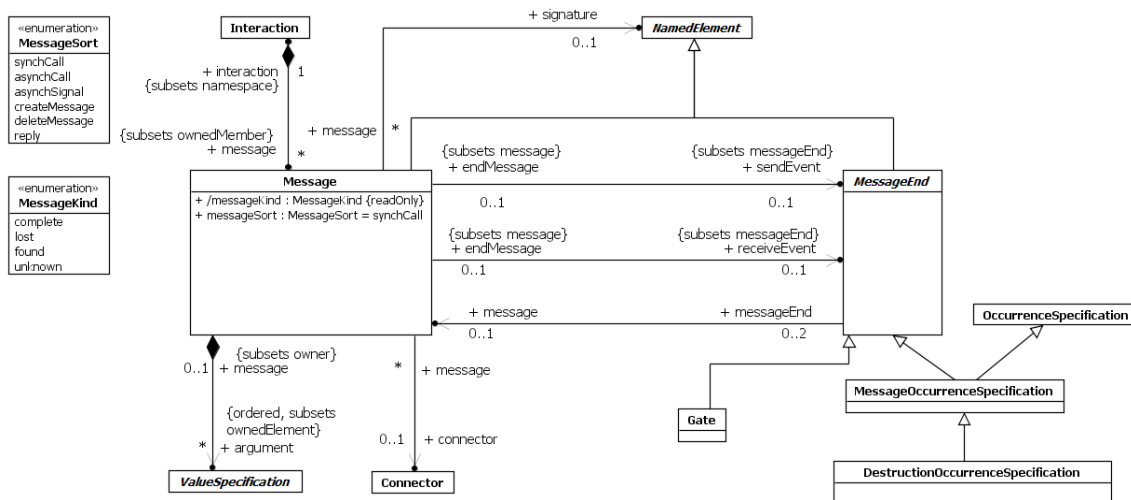 + signature
0..1
«enumeration»
MessageSort
synchCall
asynchCall
asynchSignal
createMessage
deleteMessage
reply
Interaction
NamedElement
+ interaction
1
{subsets namespace}
{subsets ownedMember}
+ message
*
+ message
*
«enumeration»
MessageKind
complete
lost
found
unknown
Message
+ /messageKind : MessageKind {readOnly}
+ messageSort : MessageSort = synchCall
{subsets message}
+ endMessage
0..1
{subsets messageEnd}
+ sendEvent
0..1
MessageEnd
{subsets message}
+ endMessage
0..1
{subsets messageEnd}
+ receiveEvent
0..1
+ message
0..1
+ messageEnd
0..2
OccurrenceSpecification
{subsets owner}
0..1
+ message
*
+ message
MessageOccurrenceSpecification
{ordered, subsets
ownedElement}
*
+ argument
0..1
+ connector
Gate
ValueSpecification
Connector
DestructionOccurrenceSpecification